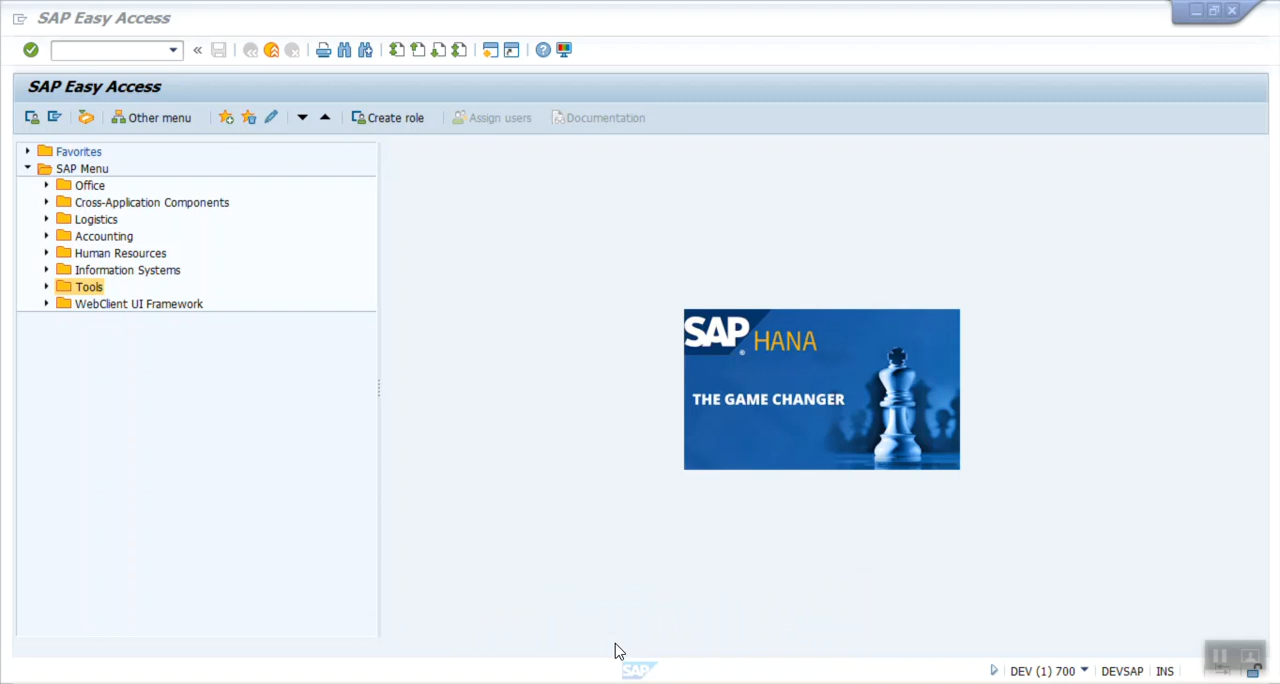 SAP Easy Access
SAP Easy Access
Other menu
Create role
Assign users
Documentation
Favorites
SAP Menu
Office
Cross-Application Components
Logistics
Accounting
Human Resources
Information Systems
Tools
WebClient UI Framework
SAP ® HANA
THE GAME CHANGER
SAP
DEV (1) 700
DEVSAP
INS